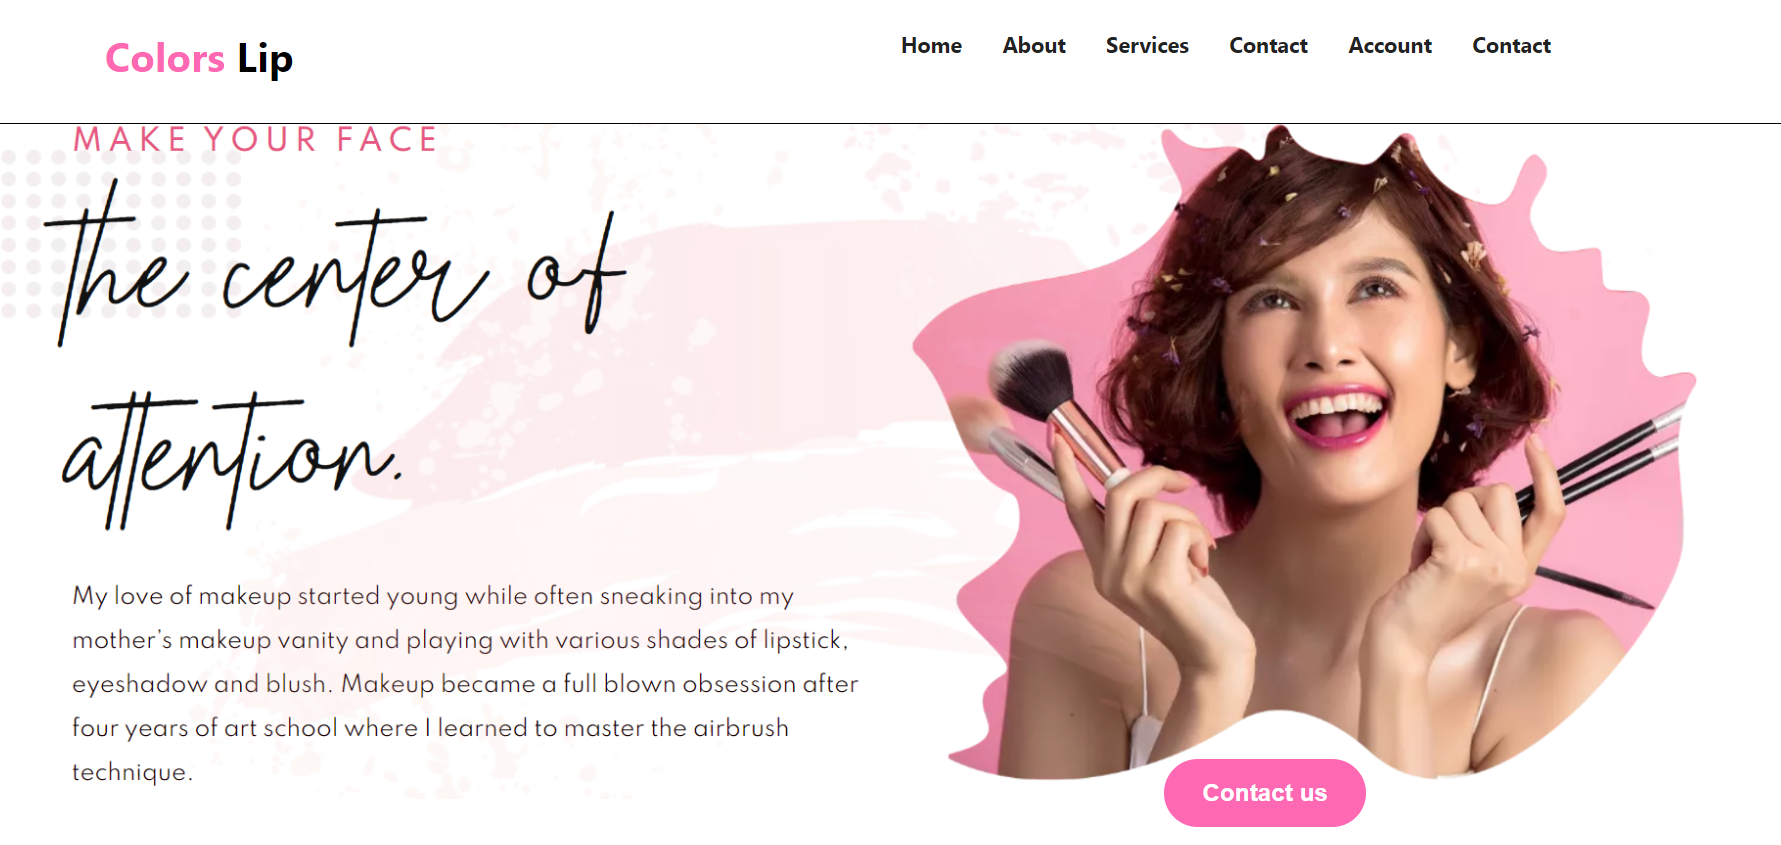 Colors Lip
Home About Services Contact Account Contact
MAKE YOUR FACE
the center of
attention.
My love of makeup started young while often sneaking into my
mother’s makeup vanity and playing with various shades of lipstick,
eyeshadow and blush. Makeup became a full blown obsession after
four years of art school where I learned to master the airbrush
technique.
Contact us